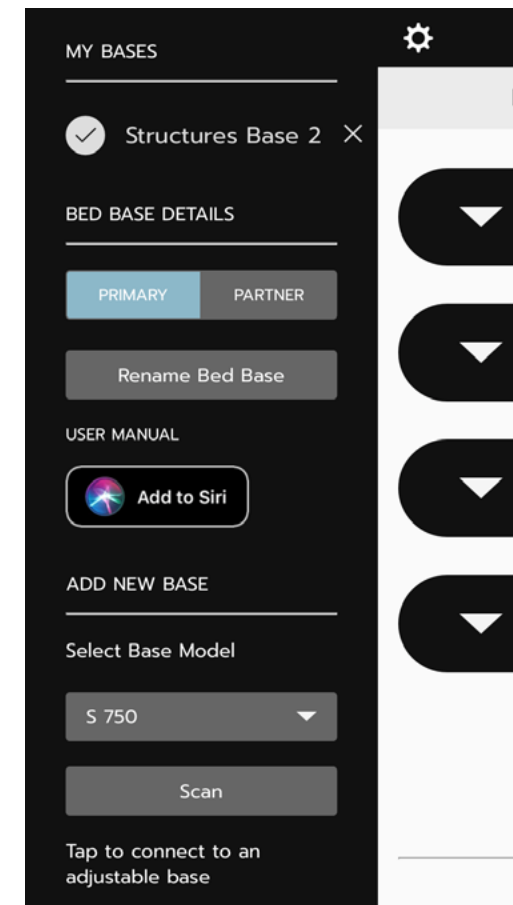 MY BASES
Structures Base 2
BED BASE DETAILS
PRIMARY
PARTNER
Rename Bed Base
USER MANUAL
Add to Siri
ADD NEW BASE
Select Base Model
S 750
Scan
Tap to connect to an
adjustable base